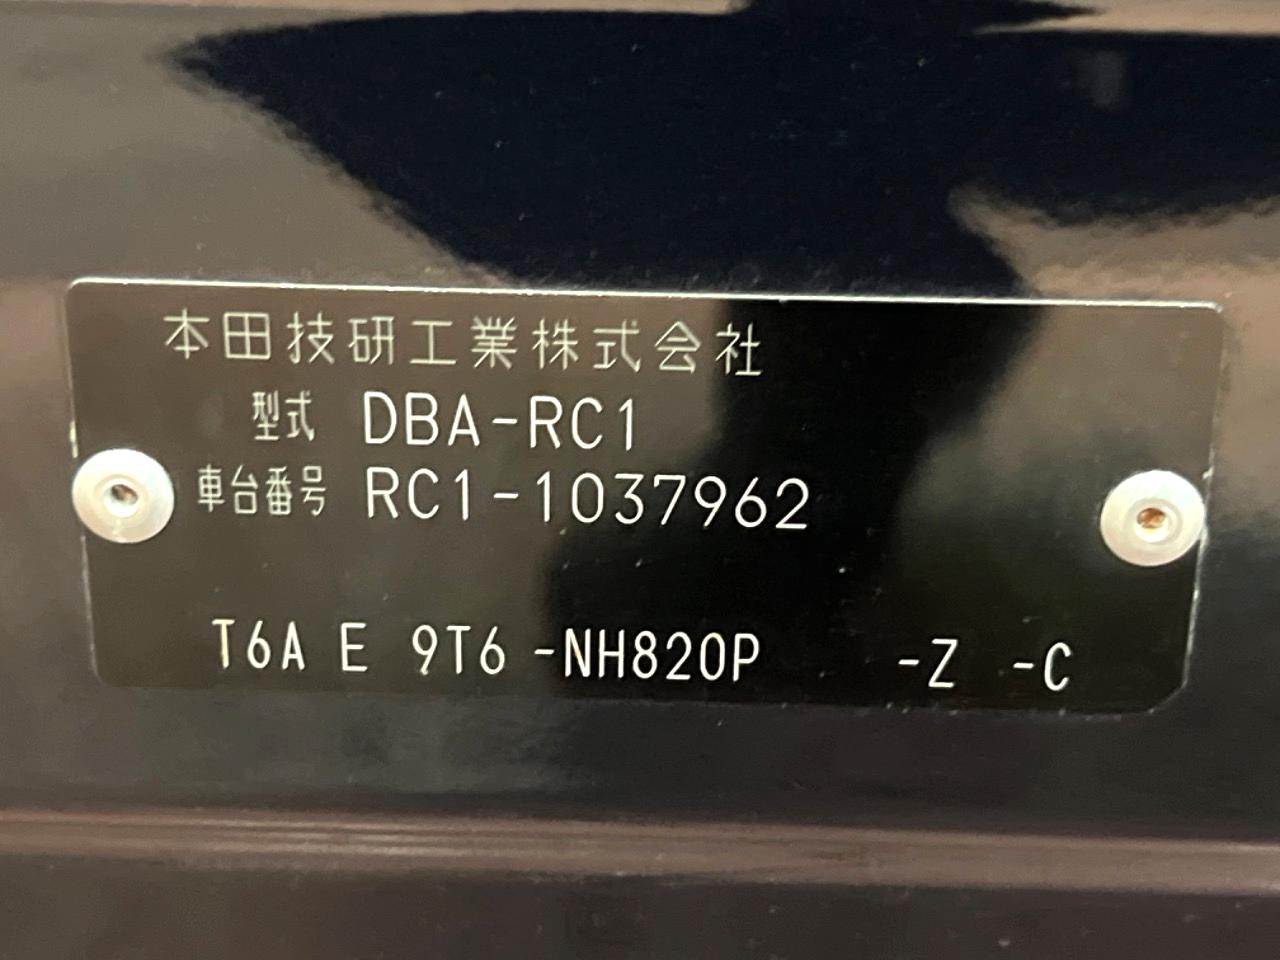 本田技研工業株式会社
型式 DBA-RC1
車台番号 RC1-1037962
T6A E 9T6 -NH820P -Z -C